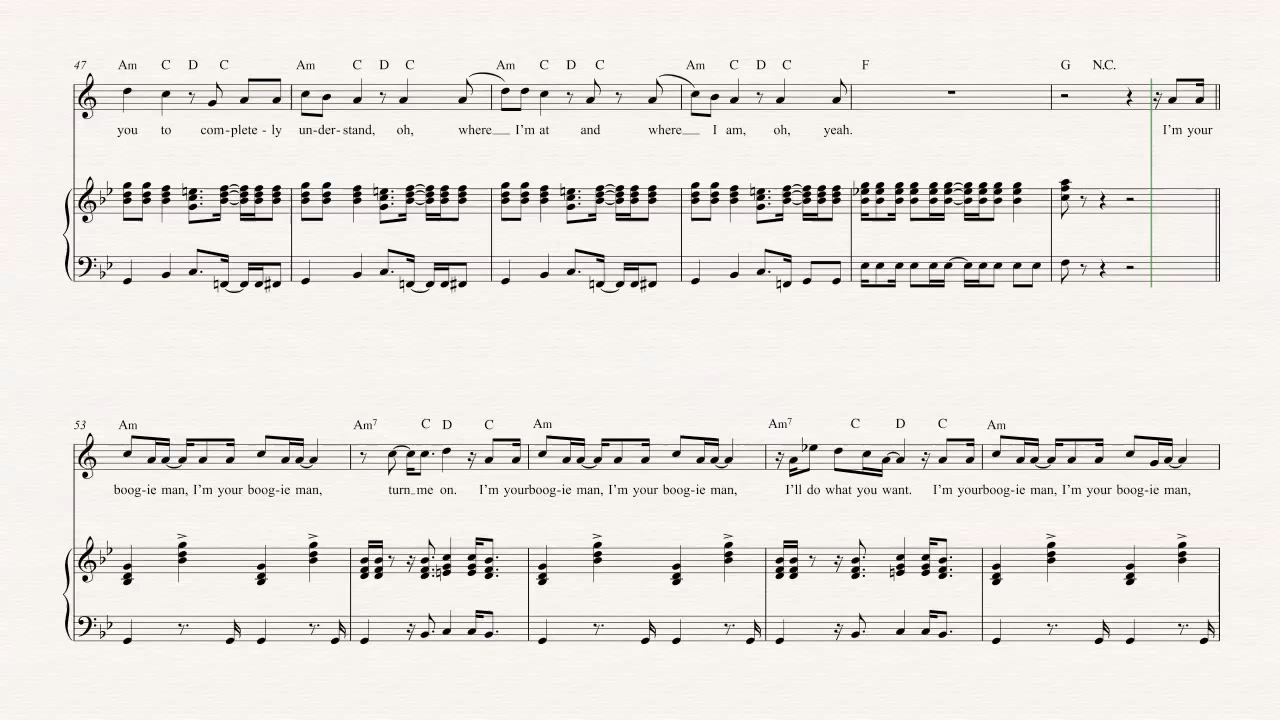 47 Am C D C Am C D C Am C D C Am C D C F G N.C.
you to com - plete - ly un - der - stand, oh, where I'm at and where I am, oh, yeah. I'm your
53 Am Am7 C D C Am Am7 C D C Am
boog - ie man, I'm your boog - ie man, turn me on. I'm your boog - ie man, I'm your boog - ie man, I'll do what you want. I'm your boog - ie man, I'm your boog - ie man,